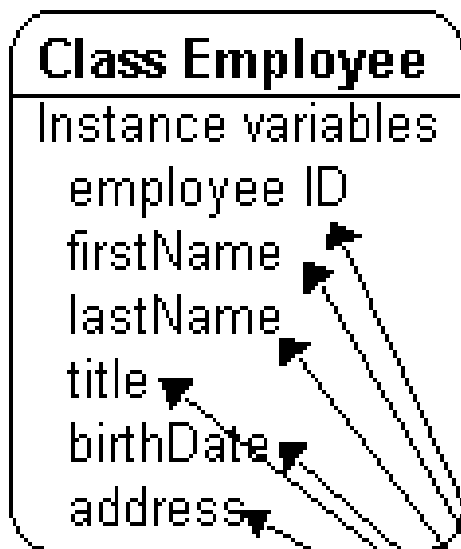 Class Employee
Instance variables
employee ID
firstName
lastName
title
birthDate
address